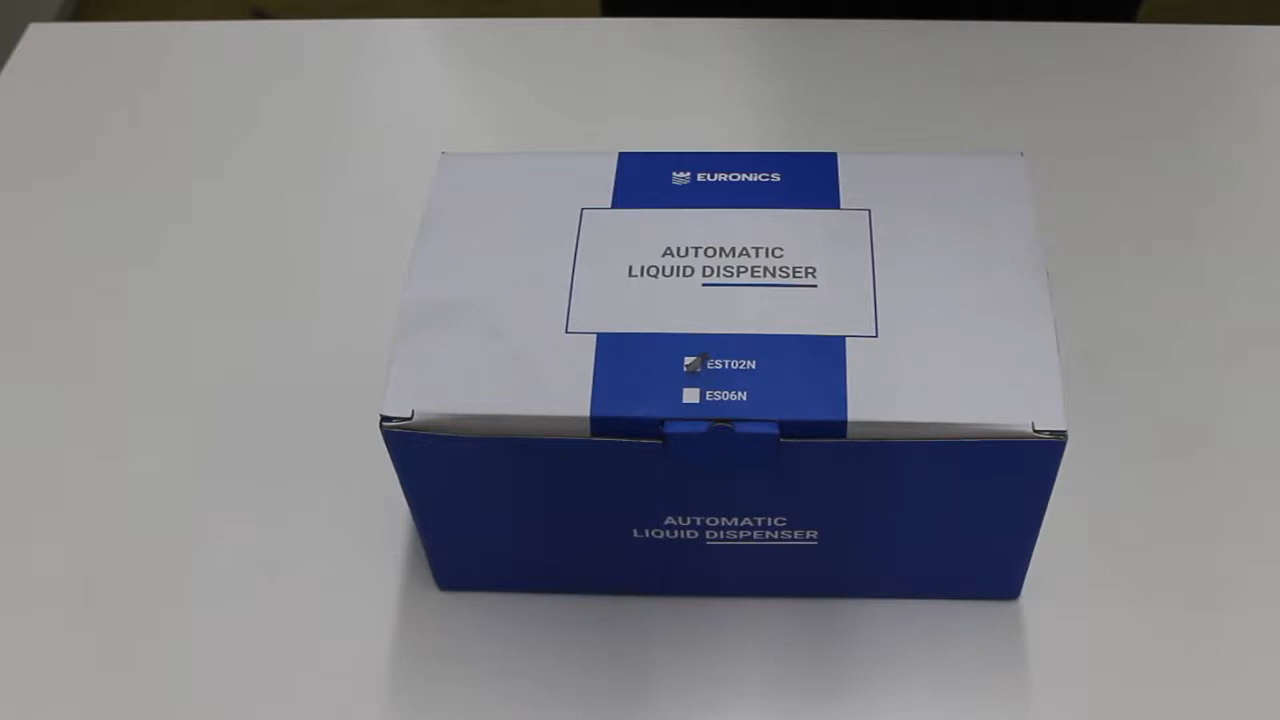 EURONICS
AUTOMATIC
LIQUID DISPENSER
EST02N
ES06N
AUTOMATIC
LIQUID DISPENSER